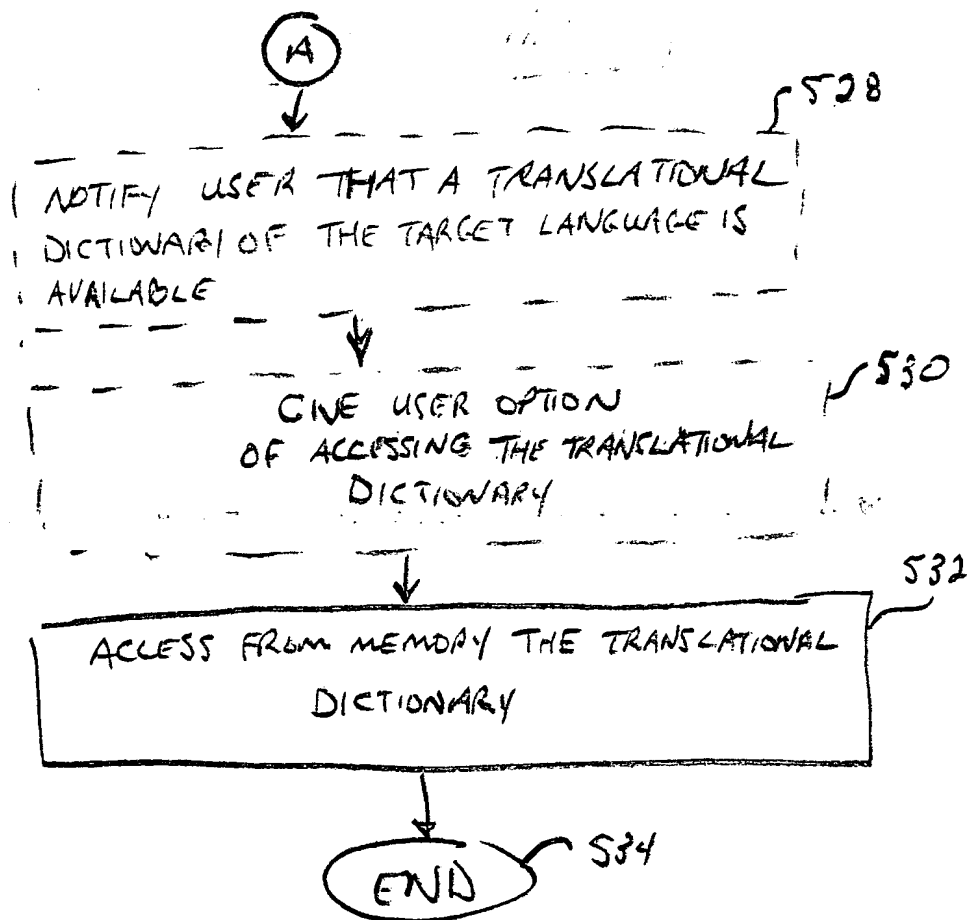 A
528
NOTIFY USER THAT A TRANSLATIONAL
DICTIONARY OF THE TARGET LANGUAGE IS
AVAILABLE
530
GIVE USER OPTION
OF ACCESSING THE TRANSLATIONAL
DICTIONARY
532
ACCESS FROM MEMORY THE TRANSLATIONAL
DICTIONARY
534
END